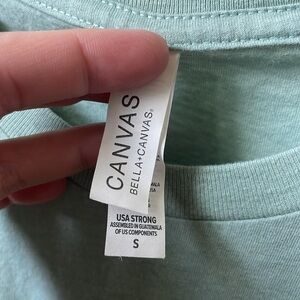 CANVAS
BELLA+CANVAS®
USA STRONG
ASSEMBLED IN GUATEMALA
OF US COMPONENTS
S